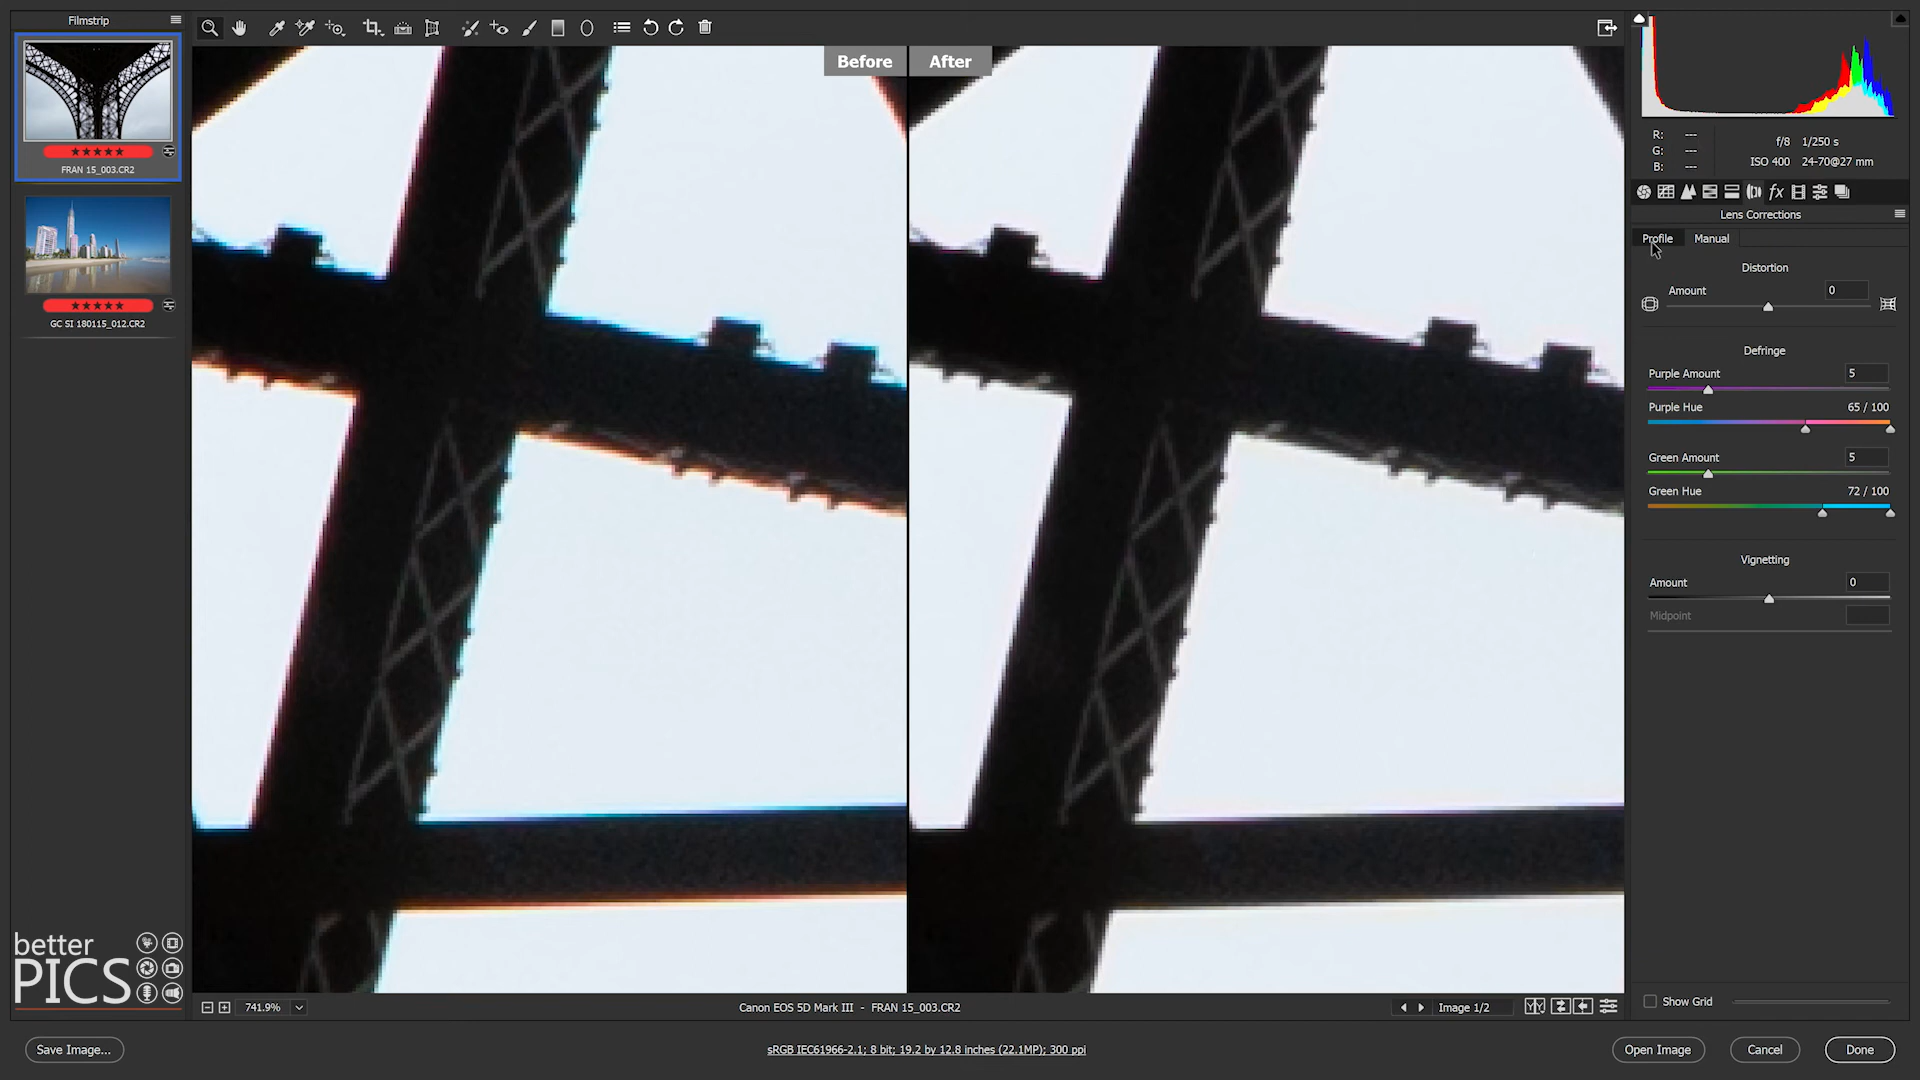 Filmstrip
FRAN 15_003.CR2
GC SI 180115_012.CR2
better
PICS
Before
After
741.9%
Canon EOS 5D Mark III - FRAN 15_003.CR2
Image 1/2
Save Image...
sRGB IEC61966-2.1; 8 bit; 19.2 by 12.8 inches (22.1MP); 300 ppi
R: ---
G: ---
B: ---
f/8 1/250 s
ISO 400 24-70@27 mm
fx
Lens Corrections
Profile Manual
Distortion
Amount 0
Defringe
Purple Amount 5
Purple Hue 65 / 100
Green Amount 5
Green Hue 72 / 100
Vignetting
Amount 0
Midpoint
Show Grid
Open Image Cancel Done